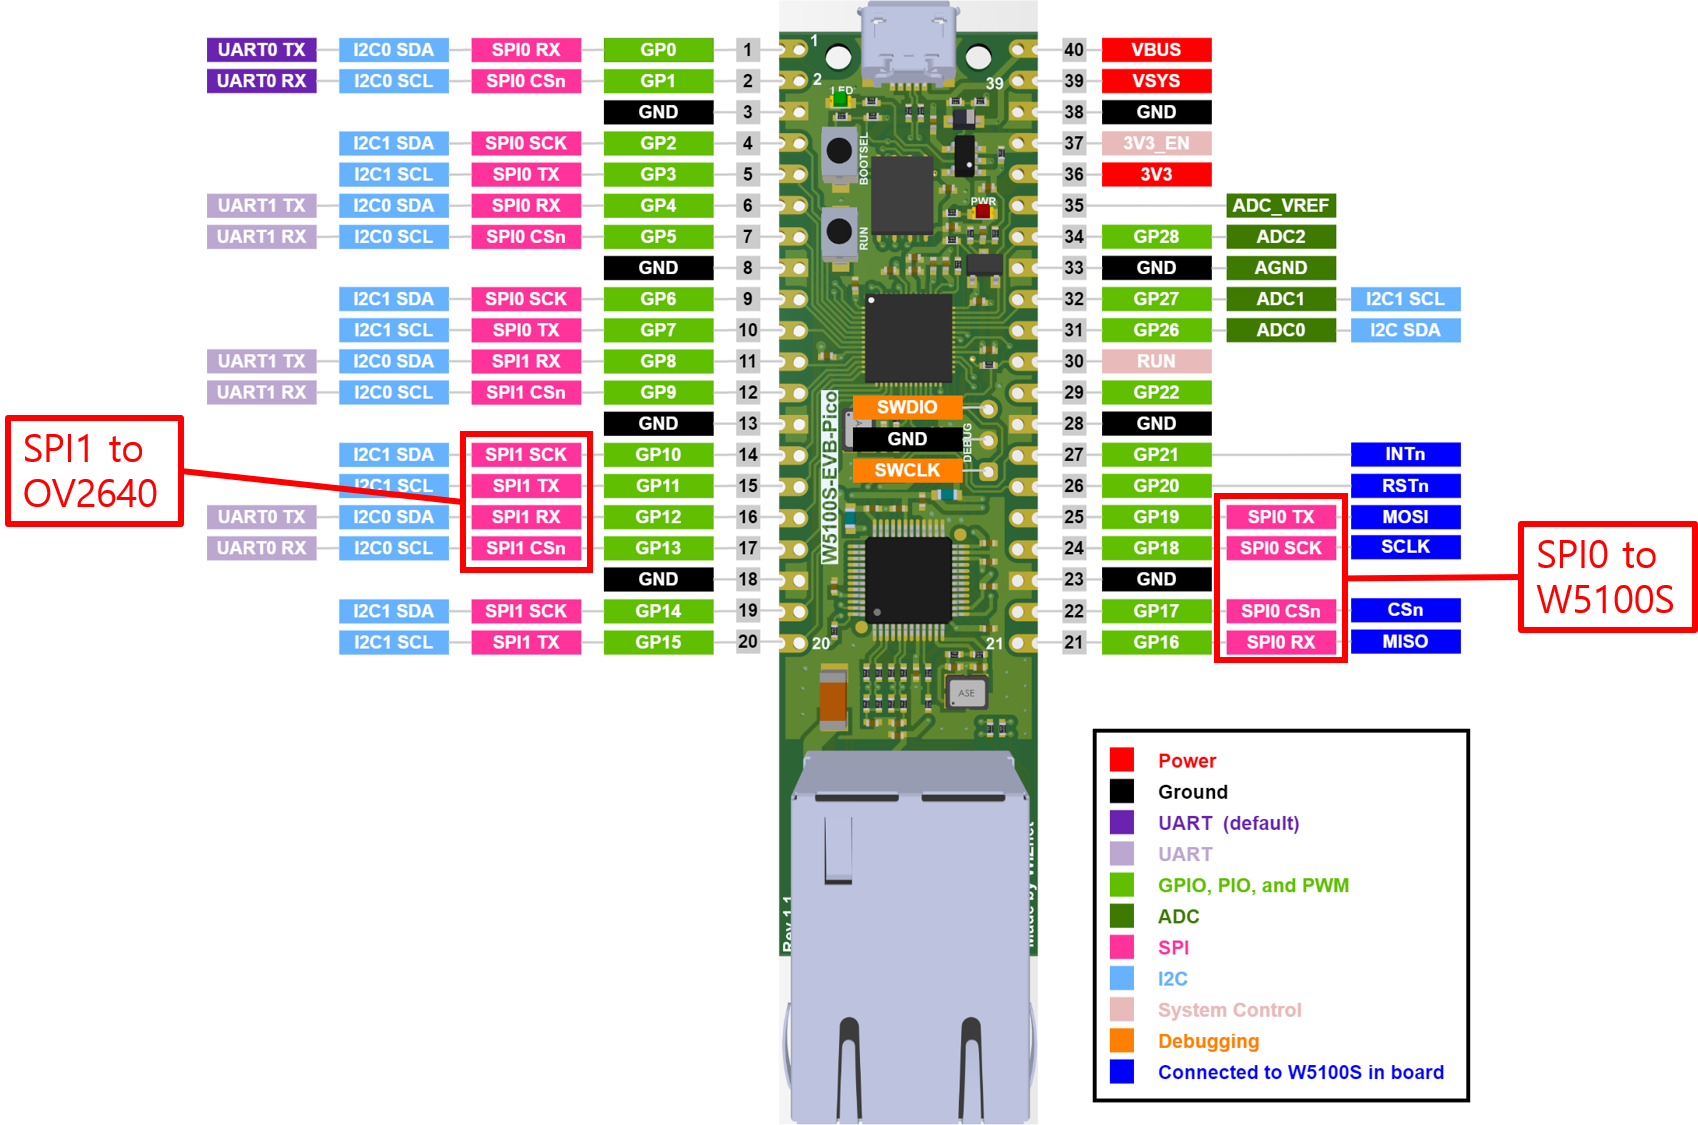 UART0 TX I2C0 SDA SPI0 RX GP0 1
UART0 RX I2C0 SCL SPI0 CSn GP1 2
GND 3
I2C1 SDA SPI0 SCK GP2 4
I2C1 SCL SPI0 TX GP3 5
UART1 TX I2C0 SDA SPI0 RX GP4 6
UART1 RX I2C0 SCL SPI0 CSn GP5 7
GND 8
I2C1 SDA SPI0 SCK GP6 9
I2C1 SCL SPI0 TX GP7 10
UART1 TX I2C0 SDA SPI1 RX GP8 11
UART1 RX I2C0 SCL SPI1 CSn GP9 12
GND 13
I2C1 SDA SPI1 SCK GP10 14
I2C1 SCL SPI1 TX GP11 15
UART0 TX I2C0 SDA SPI1 RX GP12 16
UART0 RX I2C0 SCL SPI1 CSn GP13 17
GND 18
I2C1 SDA SPI1 SCK GP14 19
I2C1 SCL SPI1 TX GP15 20
SPI1 to
OV2640
1
2
39
LED
BOOTSEL
RUN
PWR
W5100S-EVB-Pico
SWDIO
GND
SWCLK
DEBUG
20
21
ASE
Rev 1.1
40 VBUS
39 VSYS
38 GND
37 3V3_EN
36 3V3
35 ADC_VREF
34 GP28 ADC2
33 GND AGND
32 GP27 ADC1 I2C1 SCL
31 GP26 ADC0 I2C SDA
30 RUN
29 GP22
28 GND
27 GP21 INTn
26 GP20 RSTn
25 GP19 SPI0 TX MOSI
24 GP18 SPI0 SCK SCLK
23 GND
22 GP17 SPI0 CSn CSn
21 GP16 SPI0 RX MISO
SPI0 to
W5100S
Power
Ground
UART (default)
UART
GPIO, PIO, and PWM
ADC
SPI
I2C
System Control
Debugging
Connected to W5100S in board